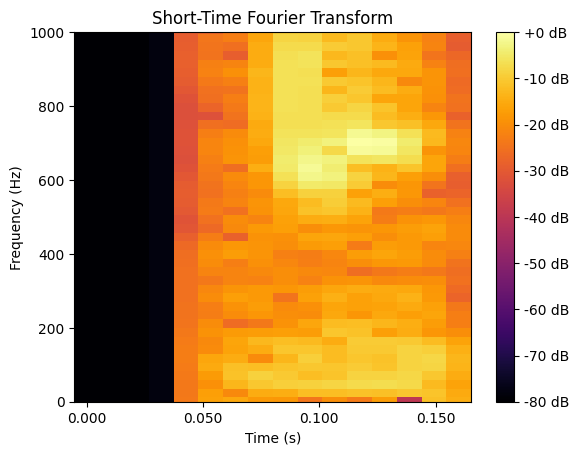 Short-Time Fourier Transform
1000
800
600
400
200
0
Frequency (Hz)
0.000
0.050
0.100
0.150
Time (s)
+0 dB
-10 dB
-20 dB
-30 dB
-40 dB
-50 dB
-60 dB
-70 dB
-80 dB